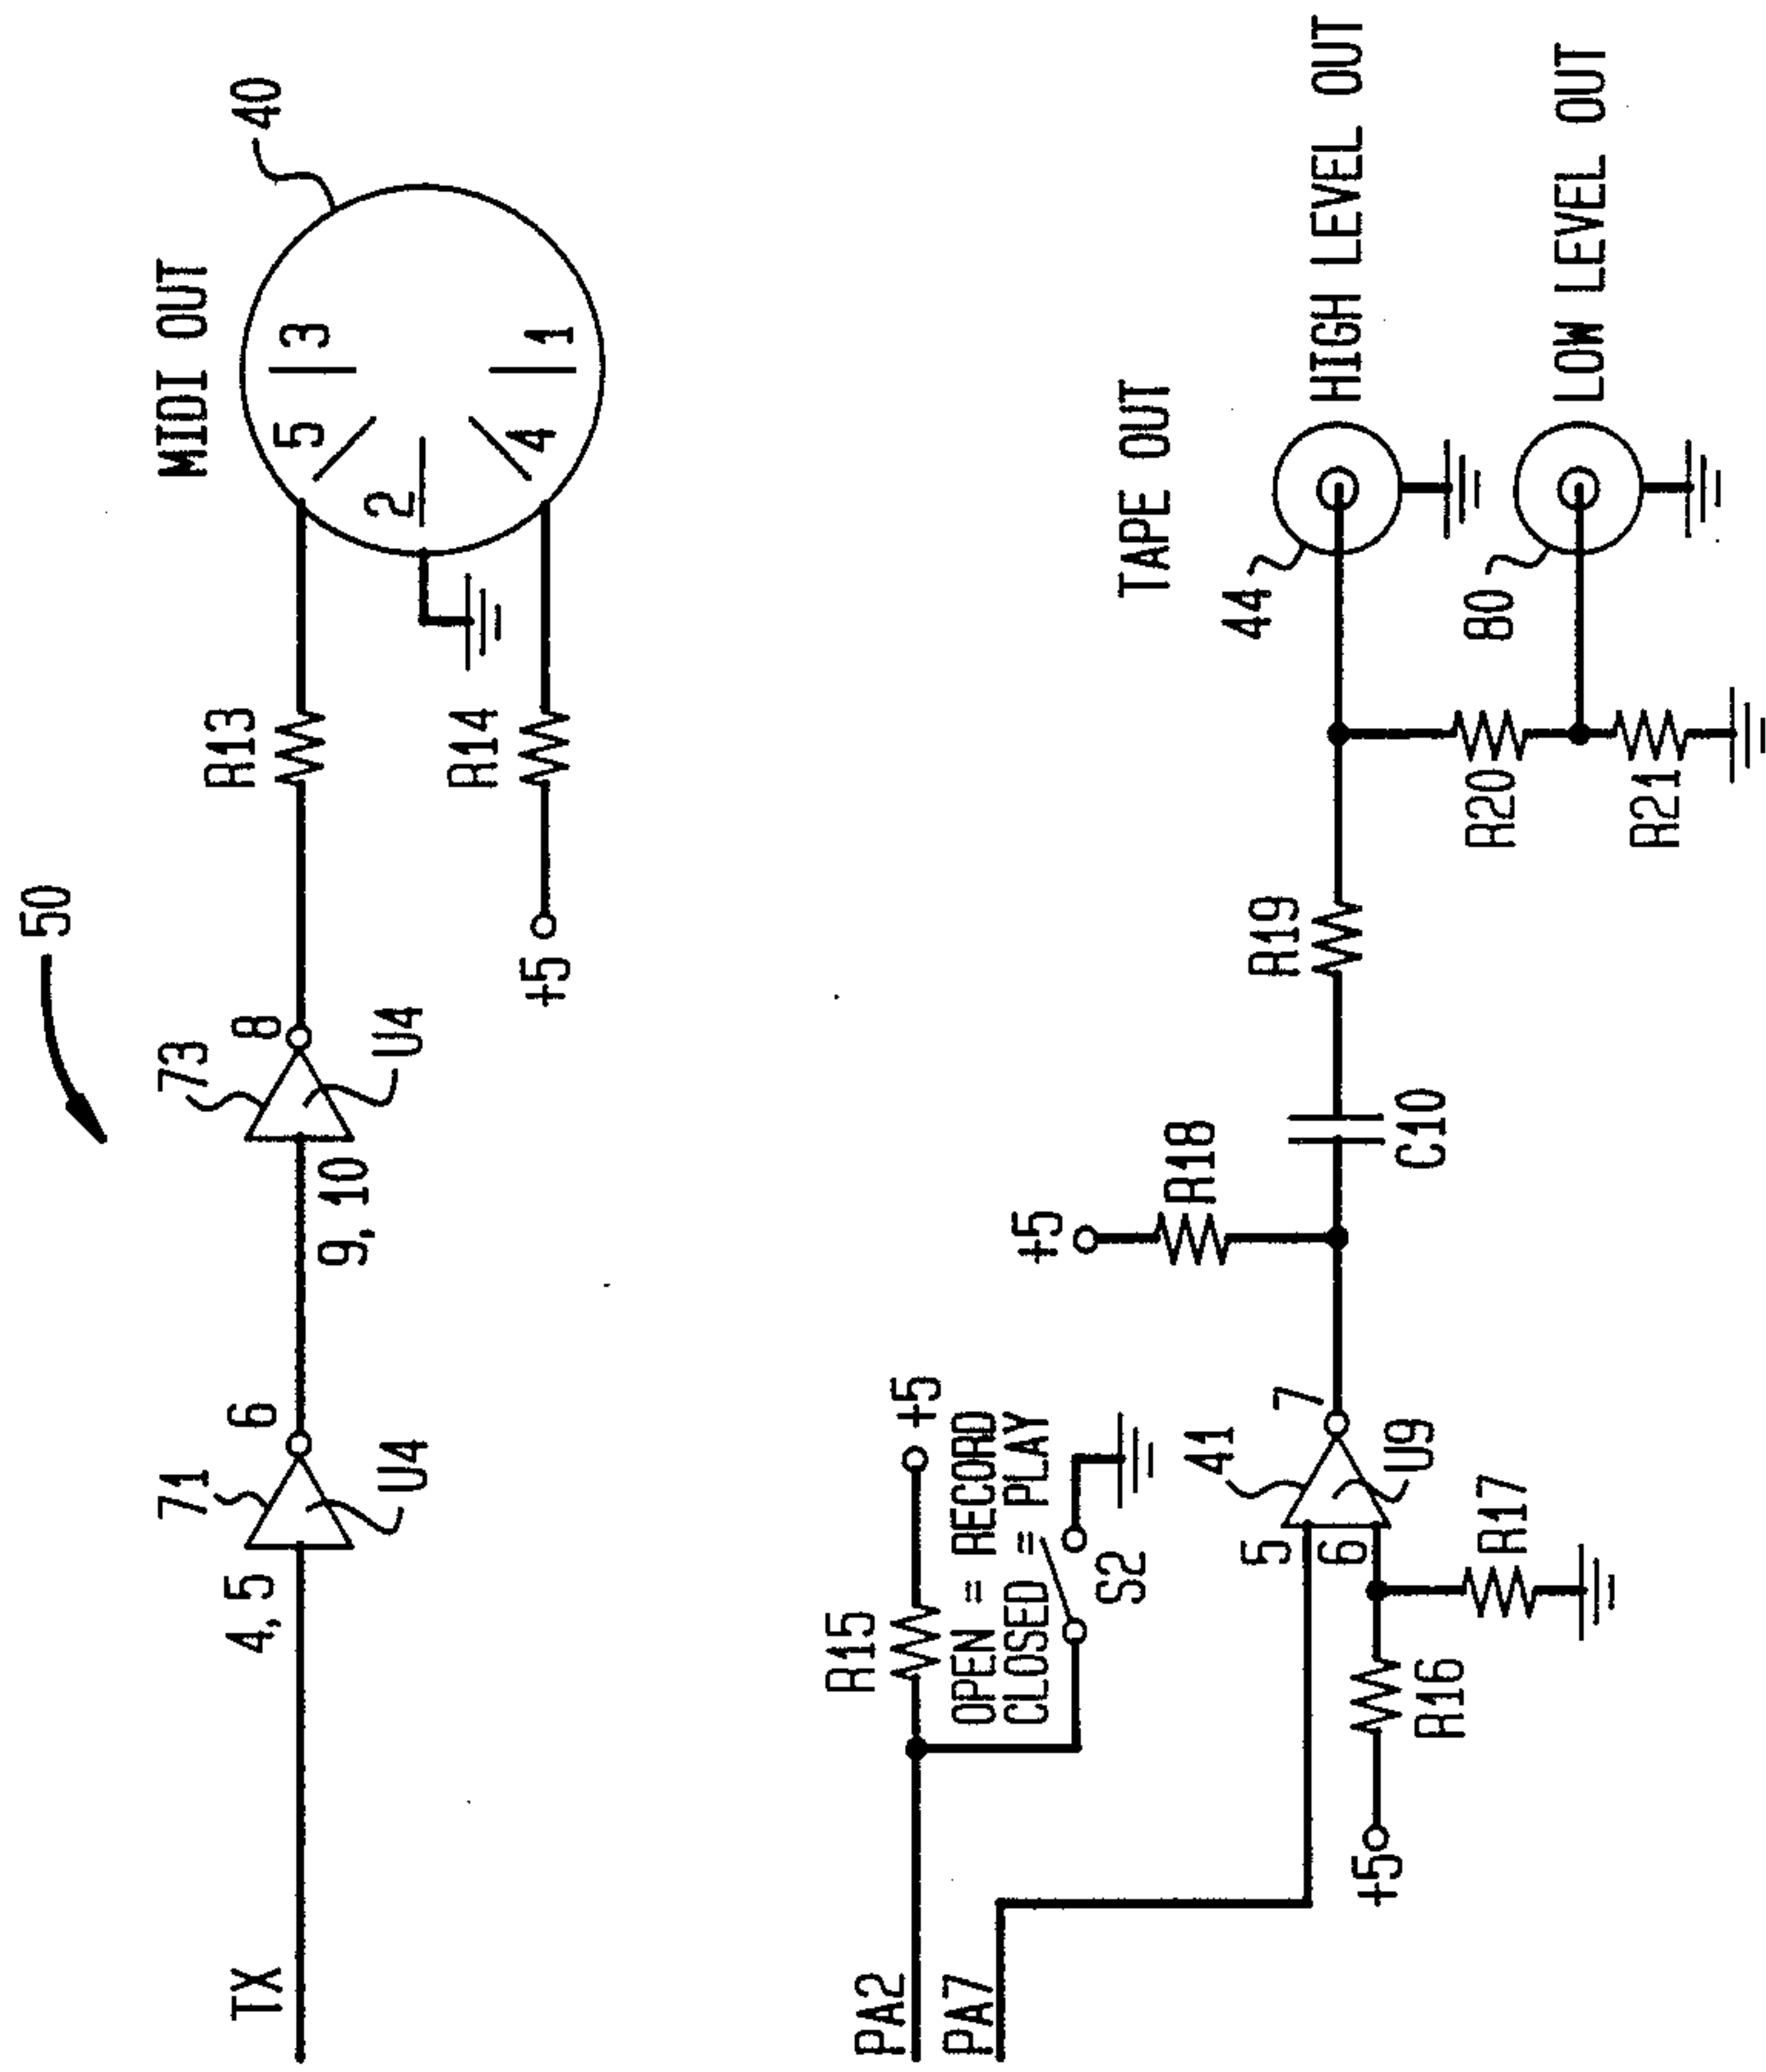 50
MIDI OUT
40
TX
4, 5
71
6
U4
9, 10
73
8
U4
R13
5
3
2
4
1
R14
+5
PA2
R15
+5
OPEN = RECORD
CLOSED = PLAY
S2
PA7
5
6
41
7
U9
+5
R16
R17
+5
R18
C10
R19
TAPE OUT
44
HIGH LEVEL OUT
R20
80
LOW LEVEL OUT
R21